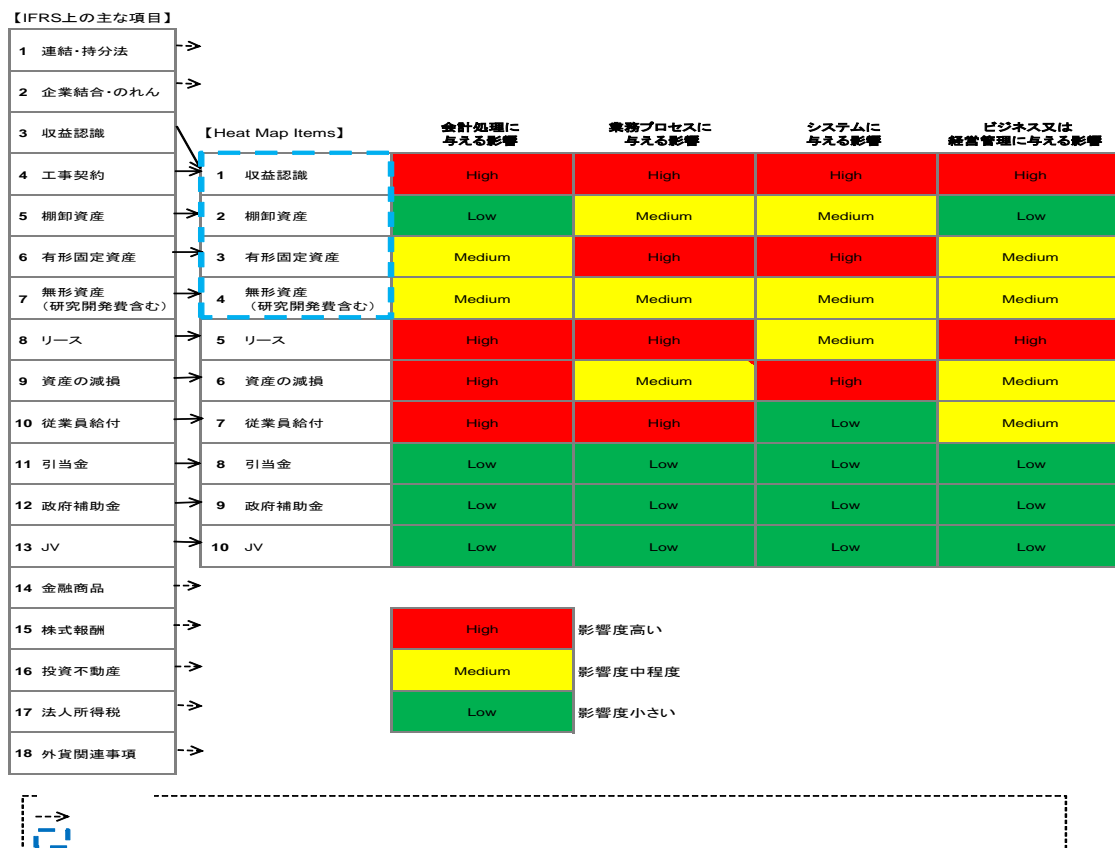 【IFRS上の主な項目】
1 連結・持分法
2 企業結合・のれん
3 収益認識
4 工事契約
5 棚卸資産
6 有形固定資産
7 無形資産
（研究開発費含む）
8 リース
9 資産の減損
10 従業員給付
11 引当金
12 政府補助金
13 JV
14 金融商品
15 株式報酬
16 投資不動産
17 法人所得税
18 外貨関連事項
【Heat Map Items】
会計処理に
与える影響
業務プロセスに
与える影響
システムに
与える影響
ビジネス又は
経営管理に与える影響
1 収益認識 High High High High
2 棚卸資産 Low Medium Medium Low
3 有形固定資産 Medium High High Medium
4 無形資産
（研究開発費含む） Medium Medium Medium Medium
5 リース High High Medium High
6 資産の減損 High Medium High Medium
7 従業員給付 High High Low Medium
8 引当金 Low Low Low Low
9 政府補助金 Low Low Low Low
10 JV Low Low Low Low
High 影響度高い
Medium 影響度中程度
Low 影響度小さい